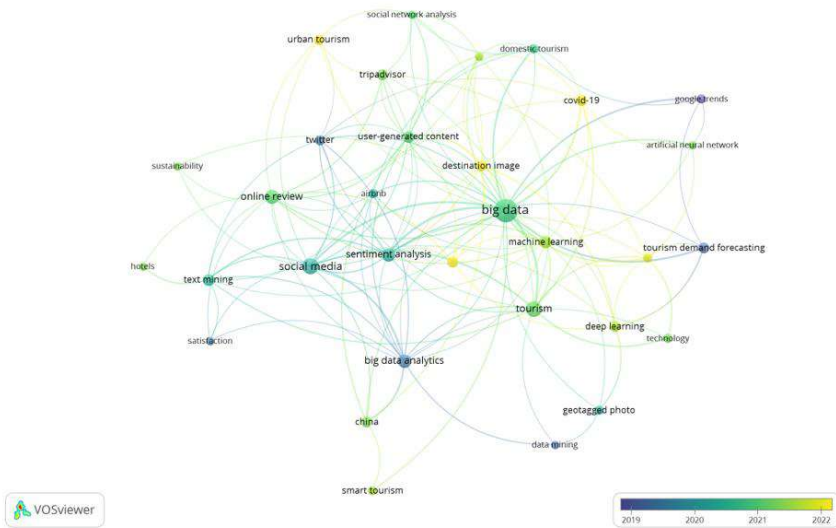 social network analysis
urban tourism
domestic tourism
tripadvisor
covid-19
google trends
twitter
user-generated content
artificial neural network
sustainability
destination image
online review
airbnb
big data
machine learning
tourism demand forecasting
sentiment analysis
hotels
social media
text mining
tourism
deep learning
satisfaction
technology
big data analytics
geotagged photo
china
data mining
smart tourism
VOSviewer
2019 2020 2021 2022